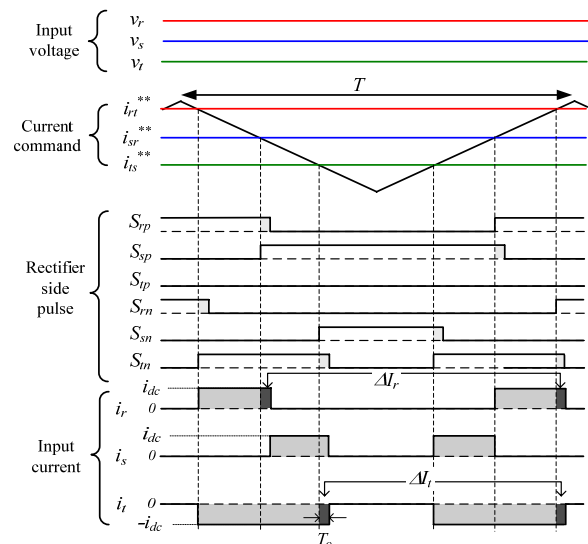 Input
voltage
v_r
v_s
v_t
T
Current
command
i_rt**
i_sr**
i_ts**
Rectifier
side
pulse
S_rp
S_sp
S_tp
S_rn
S_sn
S_tn
Input
current
i_dc
ΔI_r
i_r 0
i_dc
i_s 0
ΔI_t
i_t 0
-i_dc
T_c